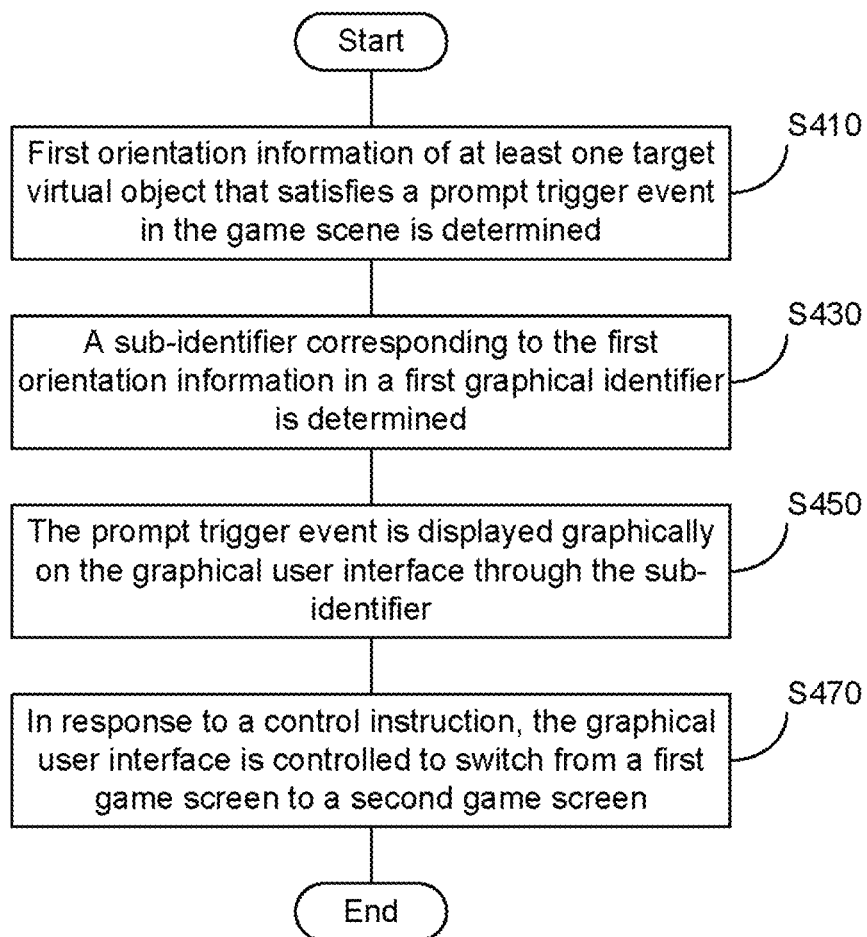 Start
S410
First orientation information of at least one target
virtual object that satisfies a prompt trigger event
in the game scene is determined
S430
A sub-identifier corresponding to the first
orientation information in a first graphical identifier
is determined
S450
The prompt trigger event is displayed graphically
on the graphical user interface through the sub-
identifier
S470
In response to a control instruction, the graphical
user interface is controlled to switch from a first
game screen to a second game screen
End